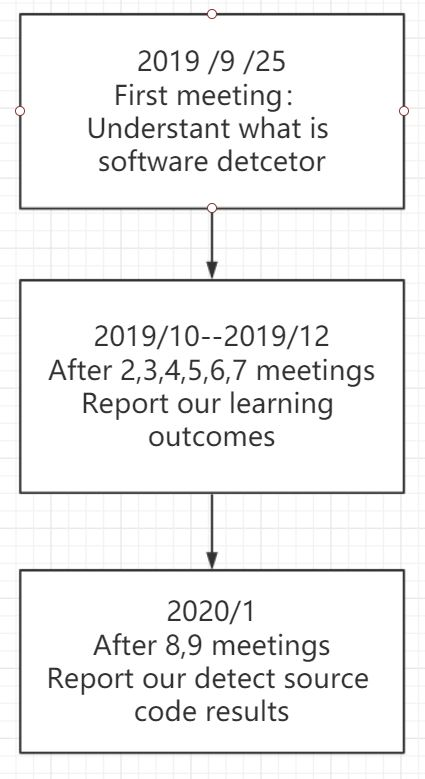 2019 /9 /25
First meeting：
Understant what is
software detcetor
2019/10--2019/12
After 2,3,4,5,6,7 meetings
Report our learning
outcomes
2020/1
After 8,9 meetings
Report our detect source
code results